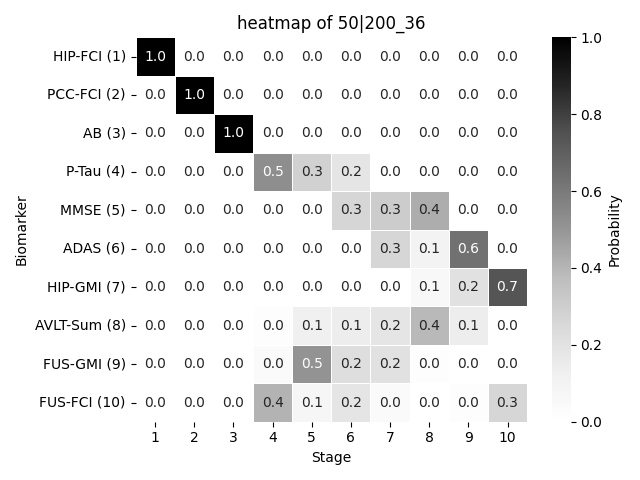 heatmap of 50|200_36
HIP-FCI (1) 1.0 0.0 0.0 0.0 0.0 0.0 0.0 0.0 0.0 0.0
PCC-FCI (2) 0.0 1.0 0.0 0.0 0.0 0.0 0.0 0.0 0.0 0.0
AB (3) 0.0 0.0 1.0 0.0 0.0 0.0 0.0 0.0 0.0 0.0
P-Tau (4) 0.0 0.0 0.0 0.5 0.3 0.2 0.0 0.0 0.0 0.0
MMSE (5) 0.0 0.0 0.0 0.0 0.0 0.3 0.3 0.4 0.0 0.0
ADAS (6) 0.0 0.0 0.0 0.0 0.0 0.0 0.3 0.1 0.6 0.0
HIP-GMI (7) 0.0 0.0 0.0 0.0 0.0 0.0 0.0 0.1 0.2 0.7
AVLT-Sum (8) 0.0 0.0 0.0 0.0 0.1 0.1 0.2 0.4 0.1 0.0
FUS-GMI (9) 0.0 0.0 0.0 0.0 0.5 0.2 0.2 0.0 0.0 0.0
FUS-FCI (10) 0.0 0.0 0.0 0.4 0.1 0.2 0.0 0.0 0.0 0.3
1 2 3 4 5 6 7 8 9 10
Stage
Biomarker
1.0
0.8
0.6
0.4
0.2
0.0
Probability